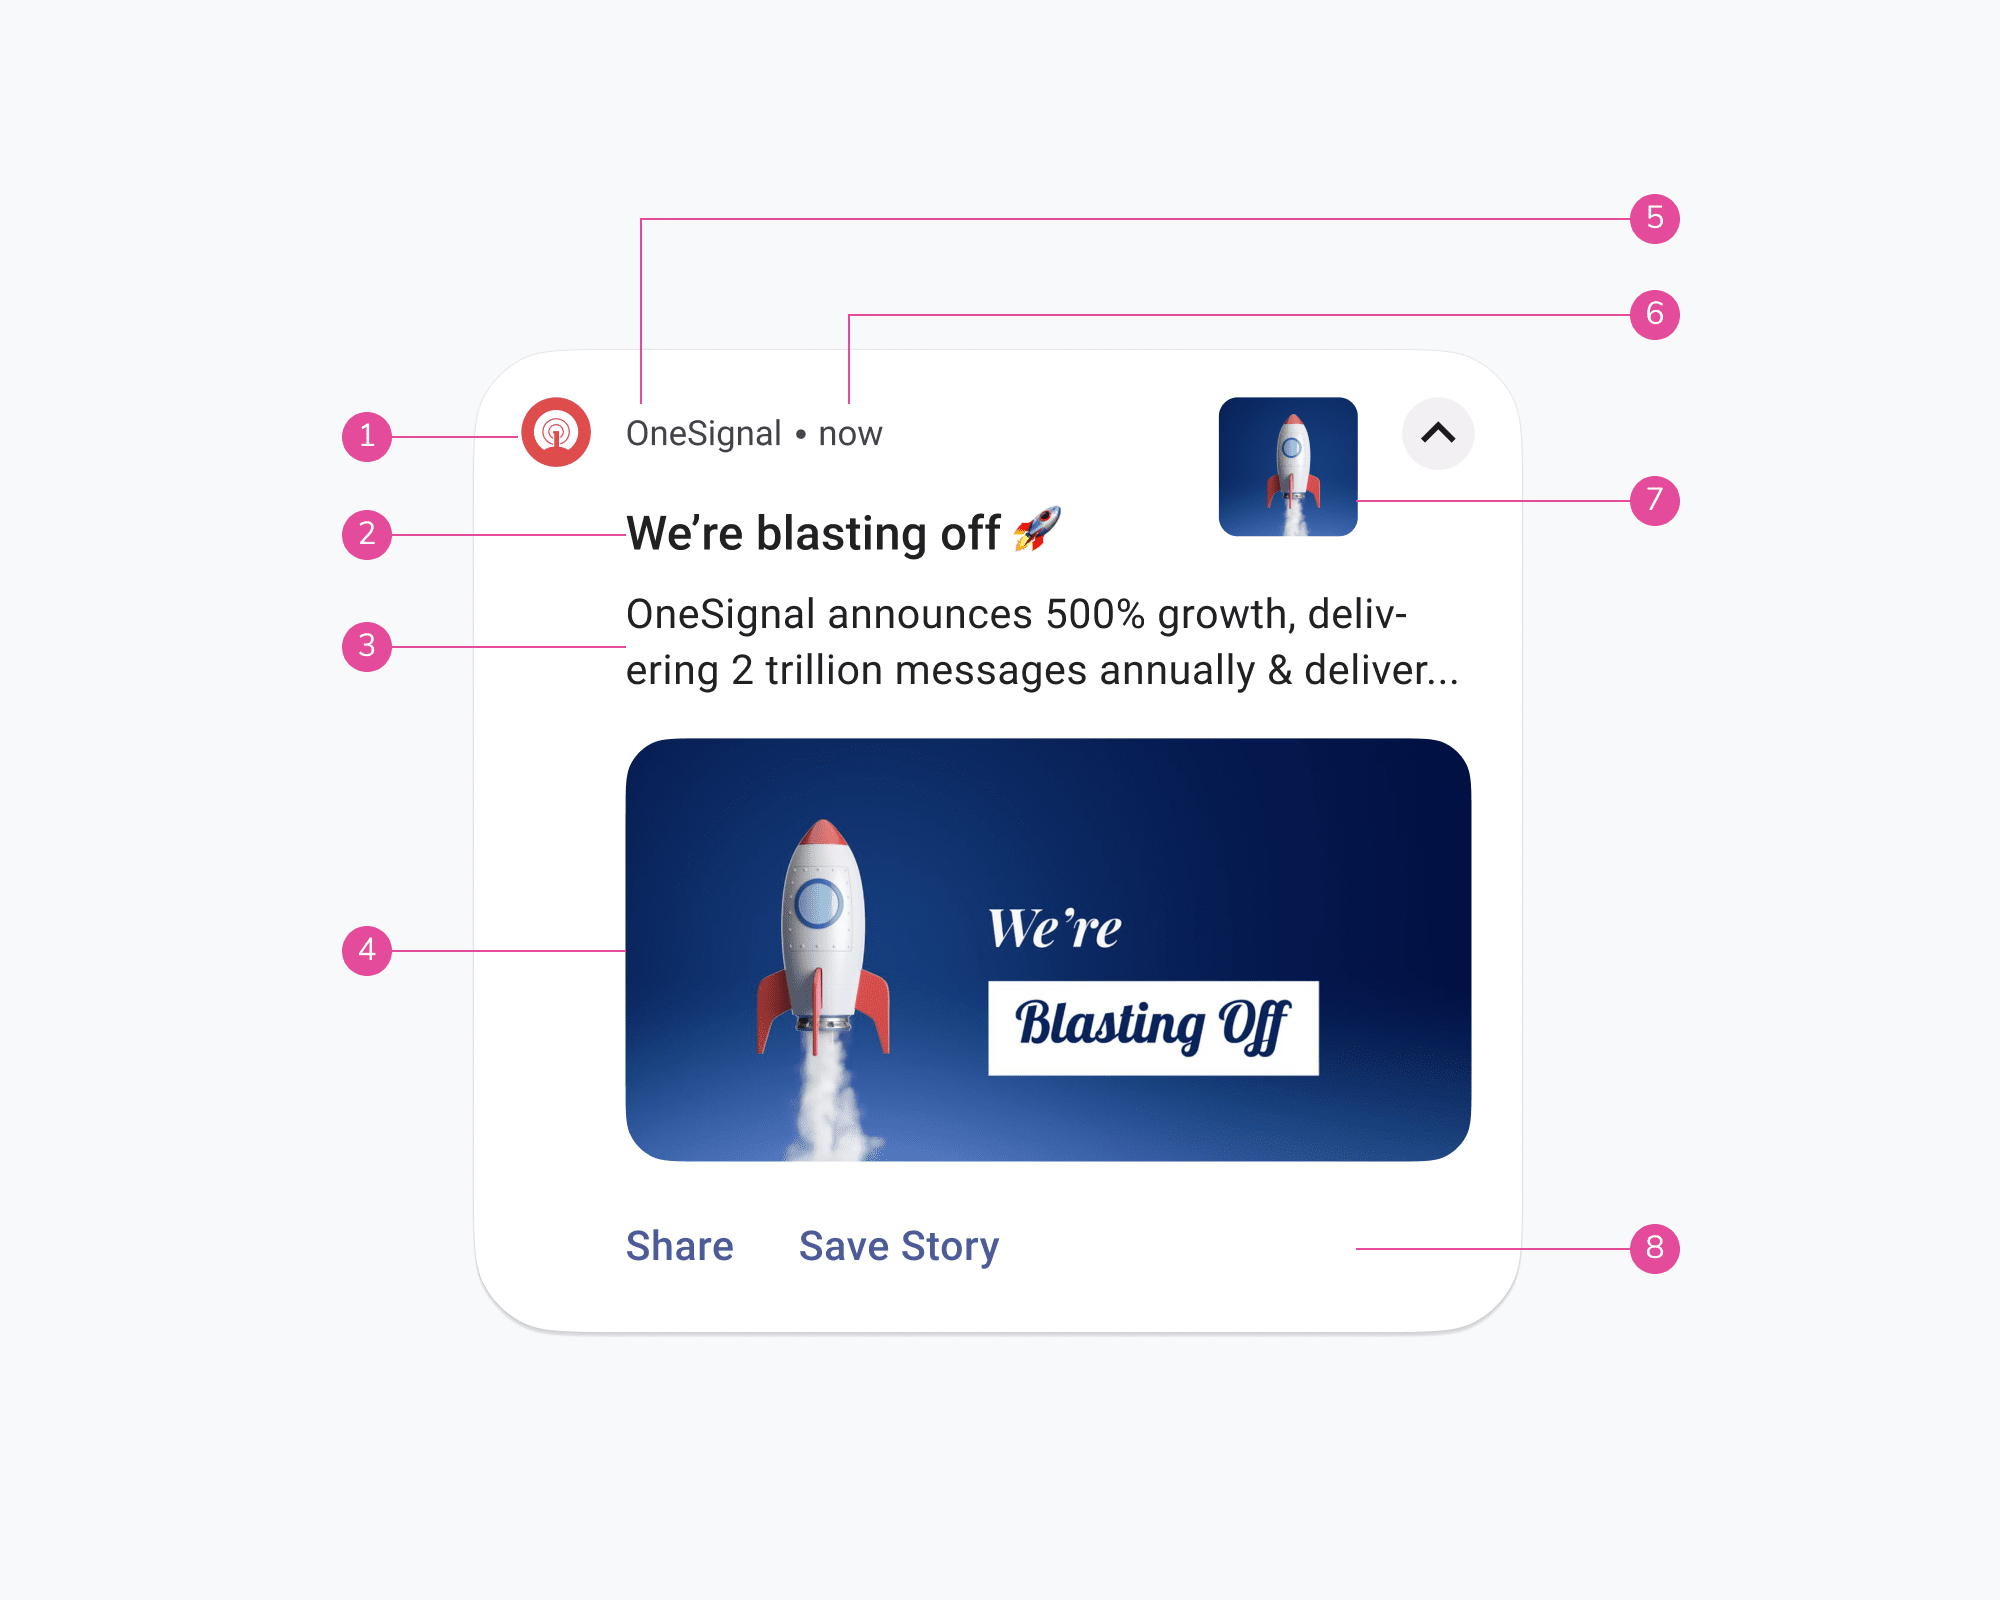 5
6
1
OneSignal • now
7
2
We’re blasting off 🚀
3
OneSignal announces 500% growth, deliv-
ering 2 trillion messages annually & deliver...
4
We’re
Blasting Off
Share Save Story
8